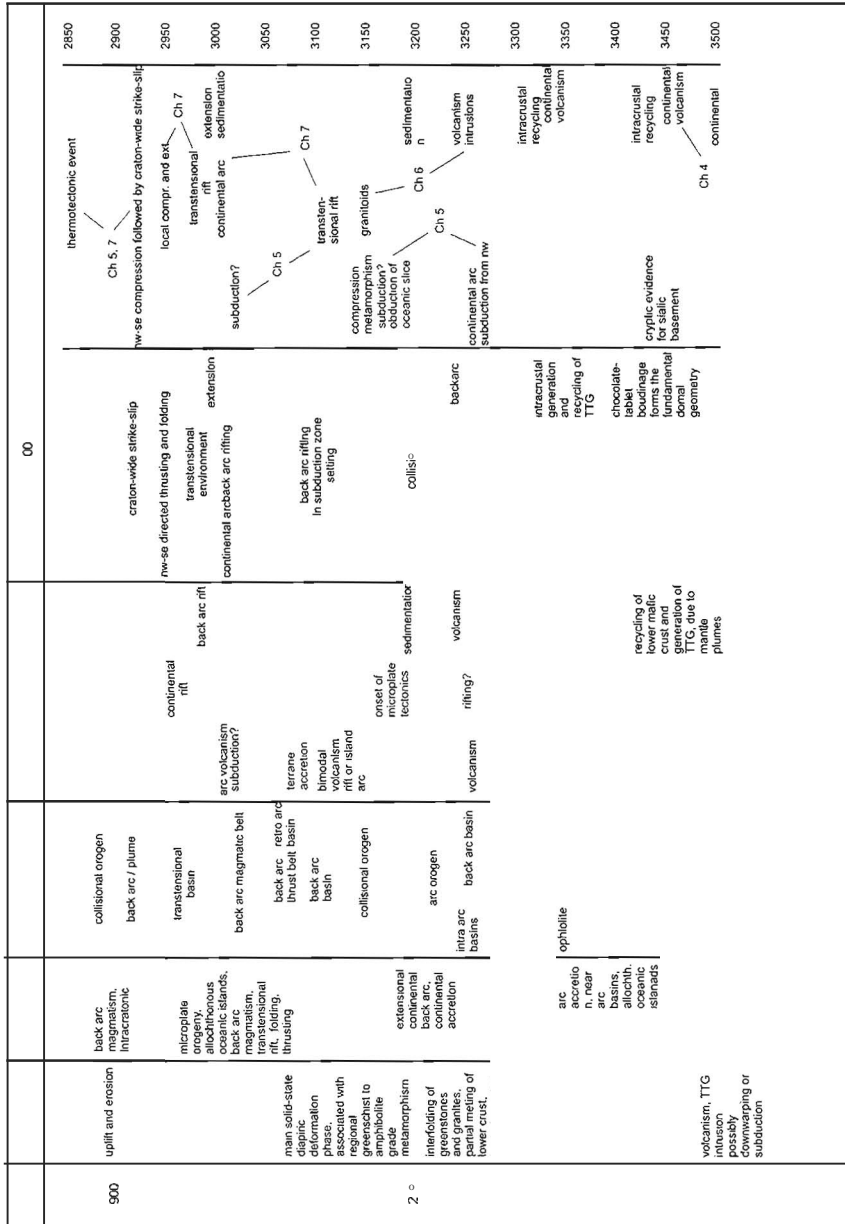 00
2850
2900
2950
3000
3050
3100
3150
3200
3250
3300
3350
3400
3450
3500
thermotectonic event
Ch 5, 7
nw-se compression followed by craton-wide strike-slip
local compr. and ext.
Ch 7
transtensional
rift
continental arc
extension
sedimentatio
Ch 7
subduction?
Ch 5
transten-
sional rift
granitoids
Ch 6
sedimentatio
n
volcanism
intrusions
compression
metamorphism
subduction?
obduction of
oceanic slice
Ch 5
continental arc
subduction from nw
intracrustal
recycling
continental
volcanism
intracrustal
recycling
continental
volcanism
Ch 4
continental
cryptic evidence
for sialic
basement
craton-wide strike-slip
nw-se directed thrusting and folding
transtensional
environment
extension
continental arcback arc rifting
back arc rifting
In subduction zone
setting
collisi○
backarc
intracrustal
generation
and
recycling of
TTG
chocolate-
tablet
boudinage
forms the
fundamental
domal
geometry
continental
rift
back arc rift
arc volcanism
subduction?
terrane
accretion
bimodal
volcanism
rift or island
arc
onset of
microplate
tectonics
sedimentatior
volcanism
rifting?
volcanism
recycling of
lower mafic
crust and
generation of
TTG, due to
mantle
plumes
collisional orogen
back arc / plume
transtensional
basin
back arc magmatic belt
back arc
thrust belt
retro arc
basin
back arc
basin
collisional orogen
arc orogen
intra arc
basins
back arc basin
ophiolite
back arc
magmatism,
Intracratonic
microplate
orogeny,
allochthonous
oceanic islands,
back arc
magmatism,
transtensional
rift, folding,
thrusting
extensional
continental
back arc,
continental
accretion
arc
accretio
n, near
arc
basins,
allochth.
oceanic
islanads
uplift and erosion
main solid-state
diapiric
deformation
phase,
associated with
regional
greenschist to
amphibolite
grade
metamorphism
interfolding of
greenstones
and granites,
partial meting of
lower crust,
volcanism, TTG
intrusion
possibly
downwarping or
subduction
900
2 ○